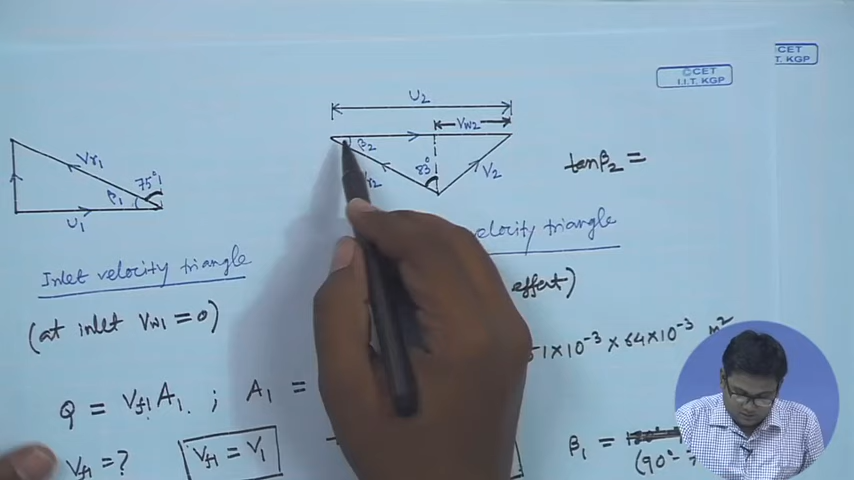 ©CET
I.I.T. KGP
CET
T. KGP
U2
Vw2
β2
83°
V2
tanβ2 =
Vr1
75°
β1
U1
r2
Inlet velocity triangle
velocity triangle
(at inlet Vw1 = 0)
effect)
1×10⁻³ × 64×10⁻³ m²
Q = Vf1 A1 ; A1 =
Vf1 = ?
Vf1 = V1
β1 =
(90°-